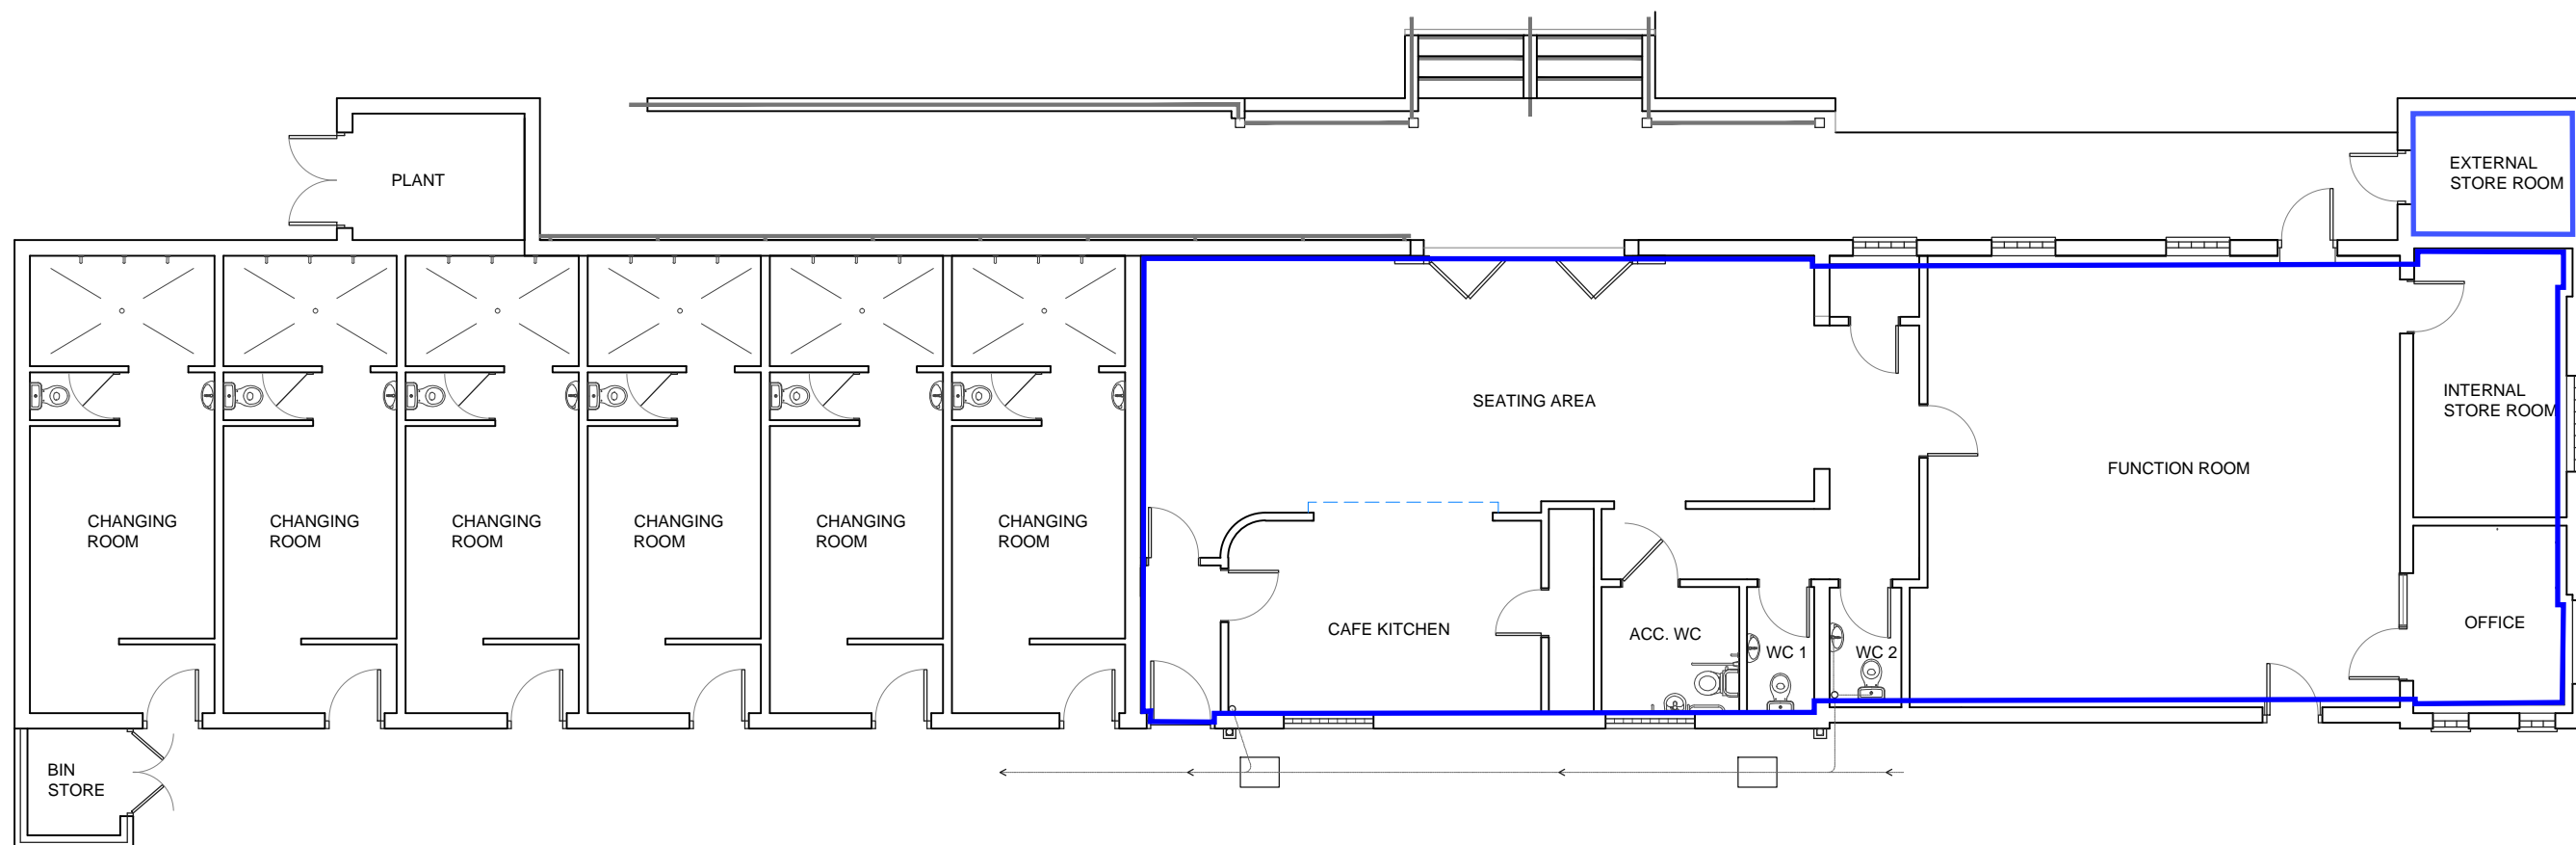 PLANT
EXTERNAL
STORE ROOM
SEATING AREA
INTERNAL
STORE ROOM
FUNCTION ROOM
CHANGING
ROOM
CHANGING
ROOM
CHANGING
ROOM
CHANGING
ROOM
CHANGING
ROOM
CHANGING
ROOM
CAFE KITCHEN
ACC. WC
WC 1
WC 2
OFFICE
BIN
STORE